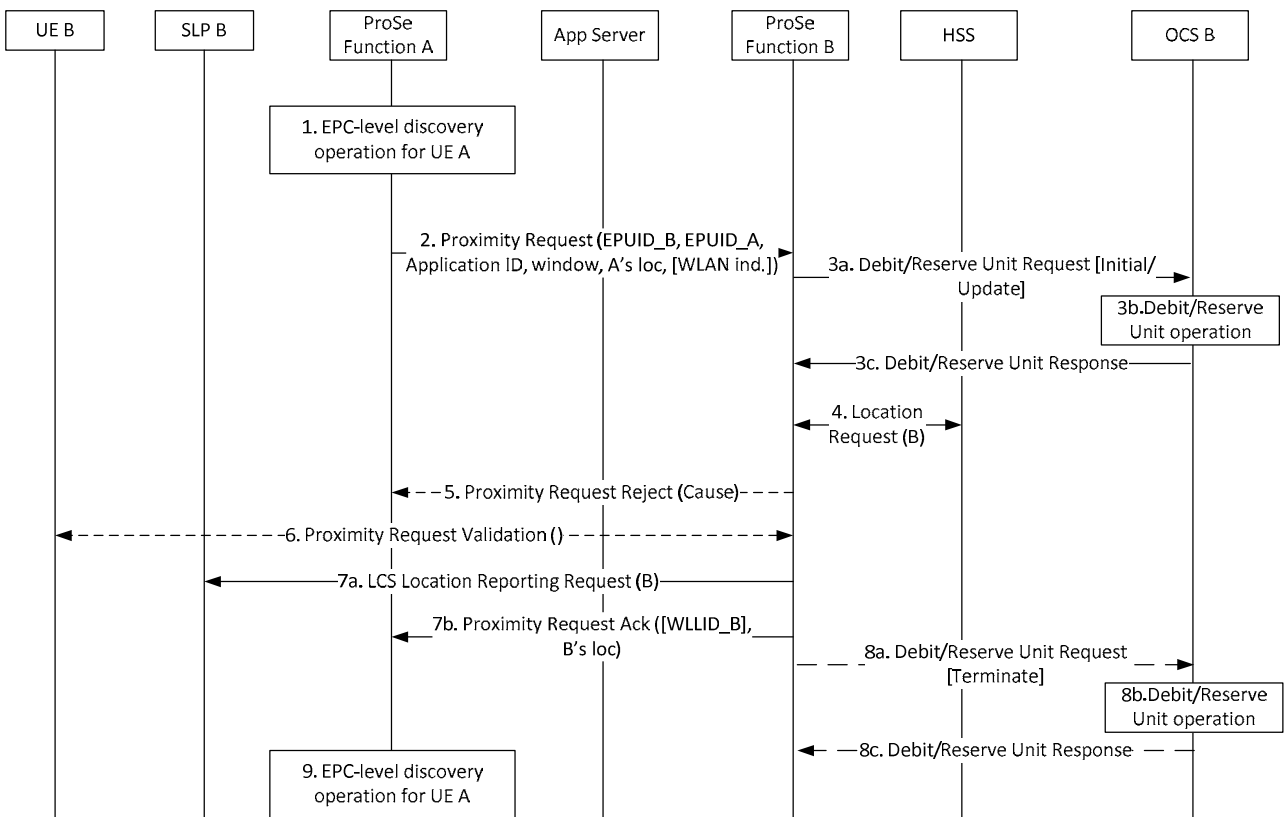 UE B
SLP B
ProSe
Function A
App Server
ProSe
Function B
HSS
OCS B
1. EPC-level discovery
operation for UE A
2. Proximity Request (EPUID_B, EPUID_A,
Application ID, window, A's loc, [WLAN ind.])
3a. Debit/Reserve Unit Request [Initial/
Update]
3b.Debit/Reserve
Unit operation
3c. Debit/Reserve Unit Response
4. Location
Request (B)
5. Proximity Request Reject (Cause)
6. Proximity Request Validation ()
7a. LCS Location Reporting Request (B)
7b. Proximity Request Ack ([WLLID_B],
B's loc)
8a. Debit/Reserve Unit Request
[Terminate]
8b.Debit/Reserve
Unit operation
8c. Debit/Reserve Unit Response
9. EPC-level discovery
operation for UE A